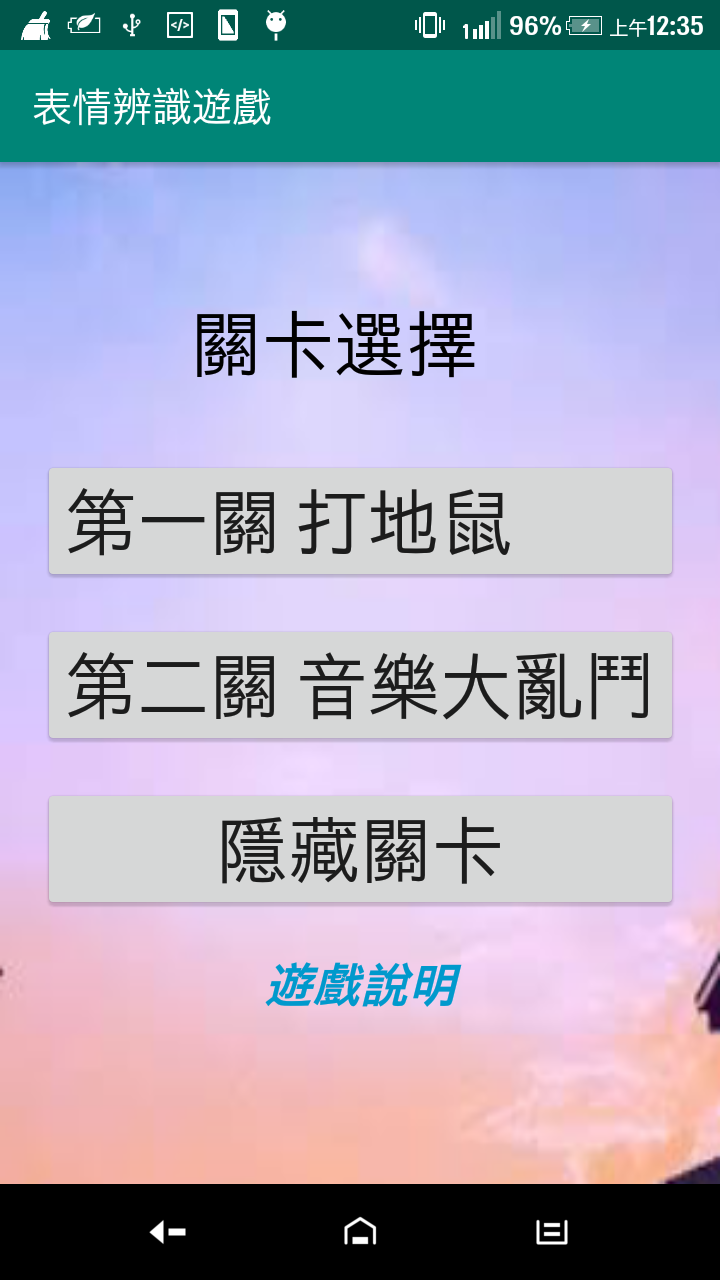 96% 上午12:35
表情辨識遊戲
關卡選擇
第一關 打地鼠
第二關 音樂大亂鬥
隱藏關卡
遊戲說明